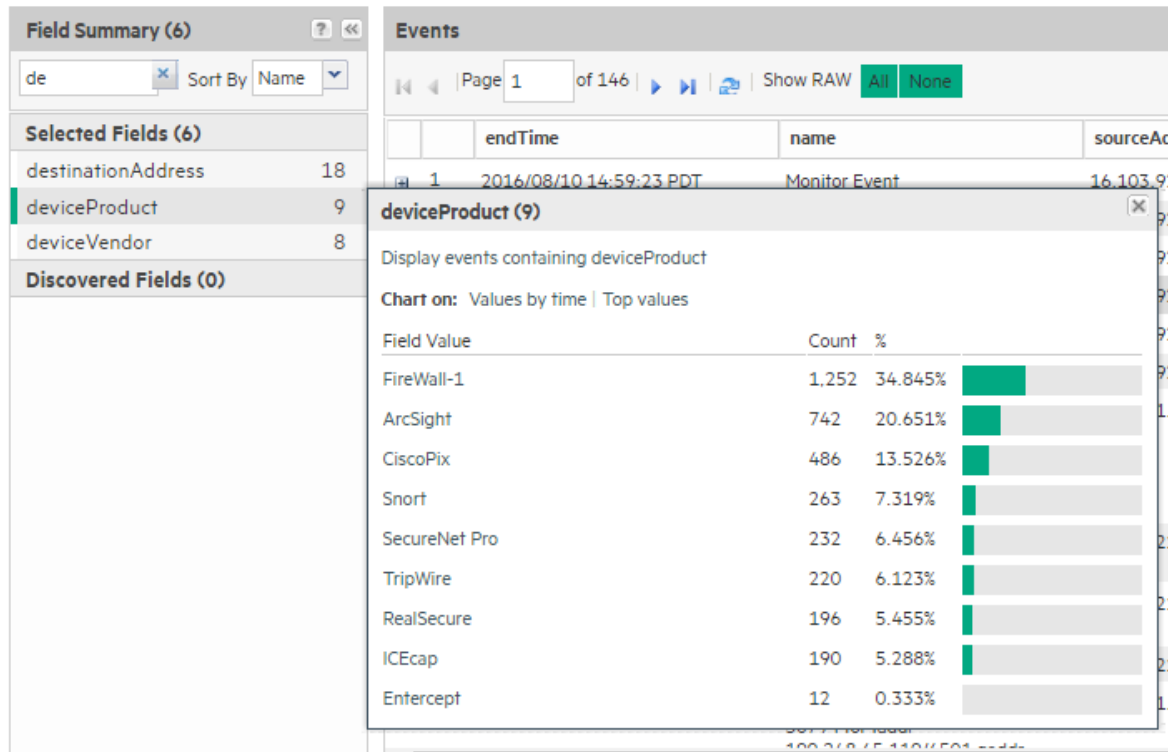 Field Summary (6)
?
de
Sort By Name
Selected Fields (6)
destinationAddress 18
deviceProduct 9
deviceVendor 8
Discovered Fields (0)
Events
Page 1 of 146 Show RAW All None
endTime name
1 2016/08/10 14:59:23 PDT Monitor Event
deviceProduct (9)
Display events containing deviceProduct
Chart on: Values by time | Top values
Field Value Count %
FireWall-1 1,252 34.845%
ArcSight 742 20.651%
CiscoPix 486 13.526%
Snort 263 7.319%
SecureNet Pro 232 6.456%
TripWire 220 6.123%
RealSecure 196 5.455%
ICEcap 190 5.288%
Entercept 12 0.333%